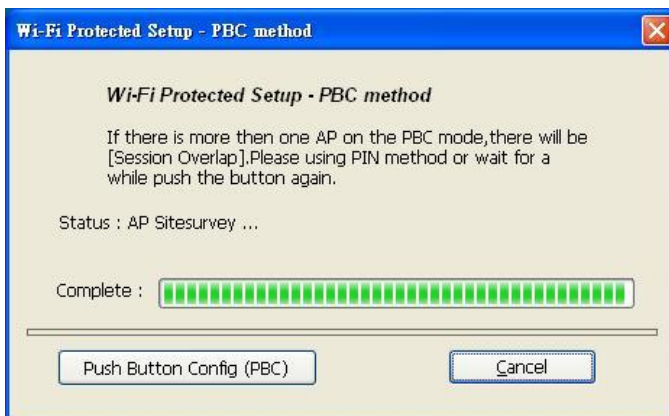 Wi-Fi Protected Setup - PBC method
Wi-Fi Protected Setup - PBC method
If there is more then one AP on the PBC mode,there will be
[Session Overlap].Please using PIN method or wait for a
while push the button again.
Status : AP Sitesurvey ...
Complete :
Push Button Config (PBC)
Cancel